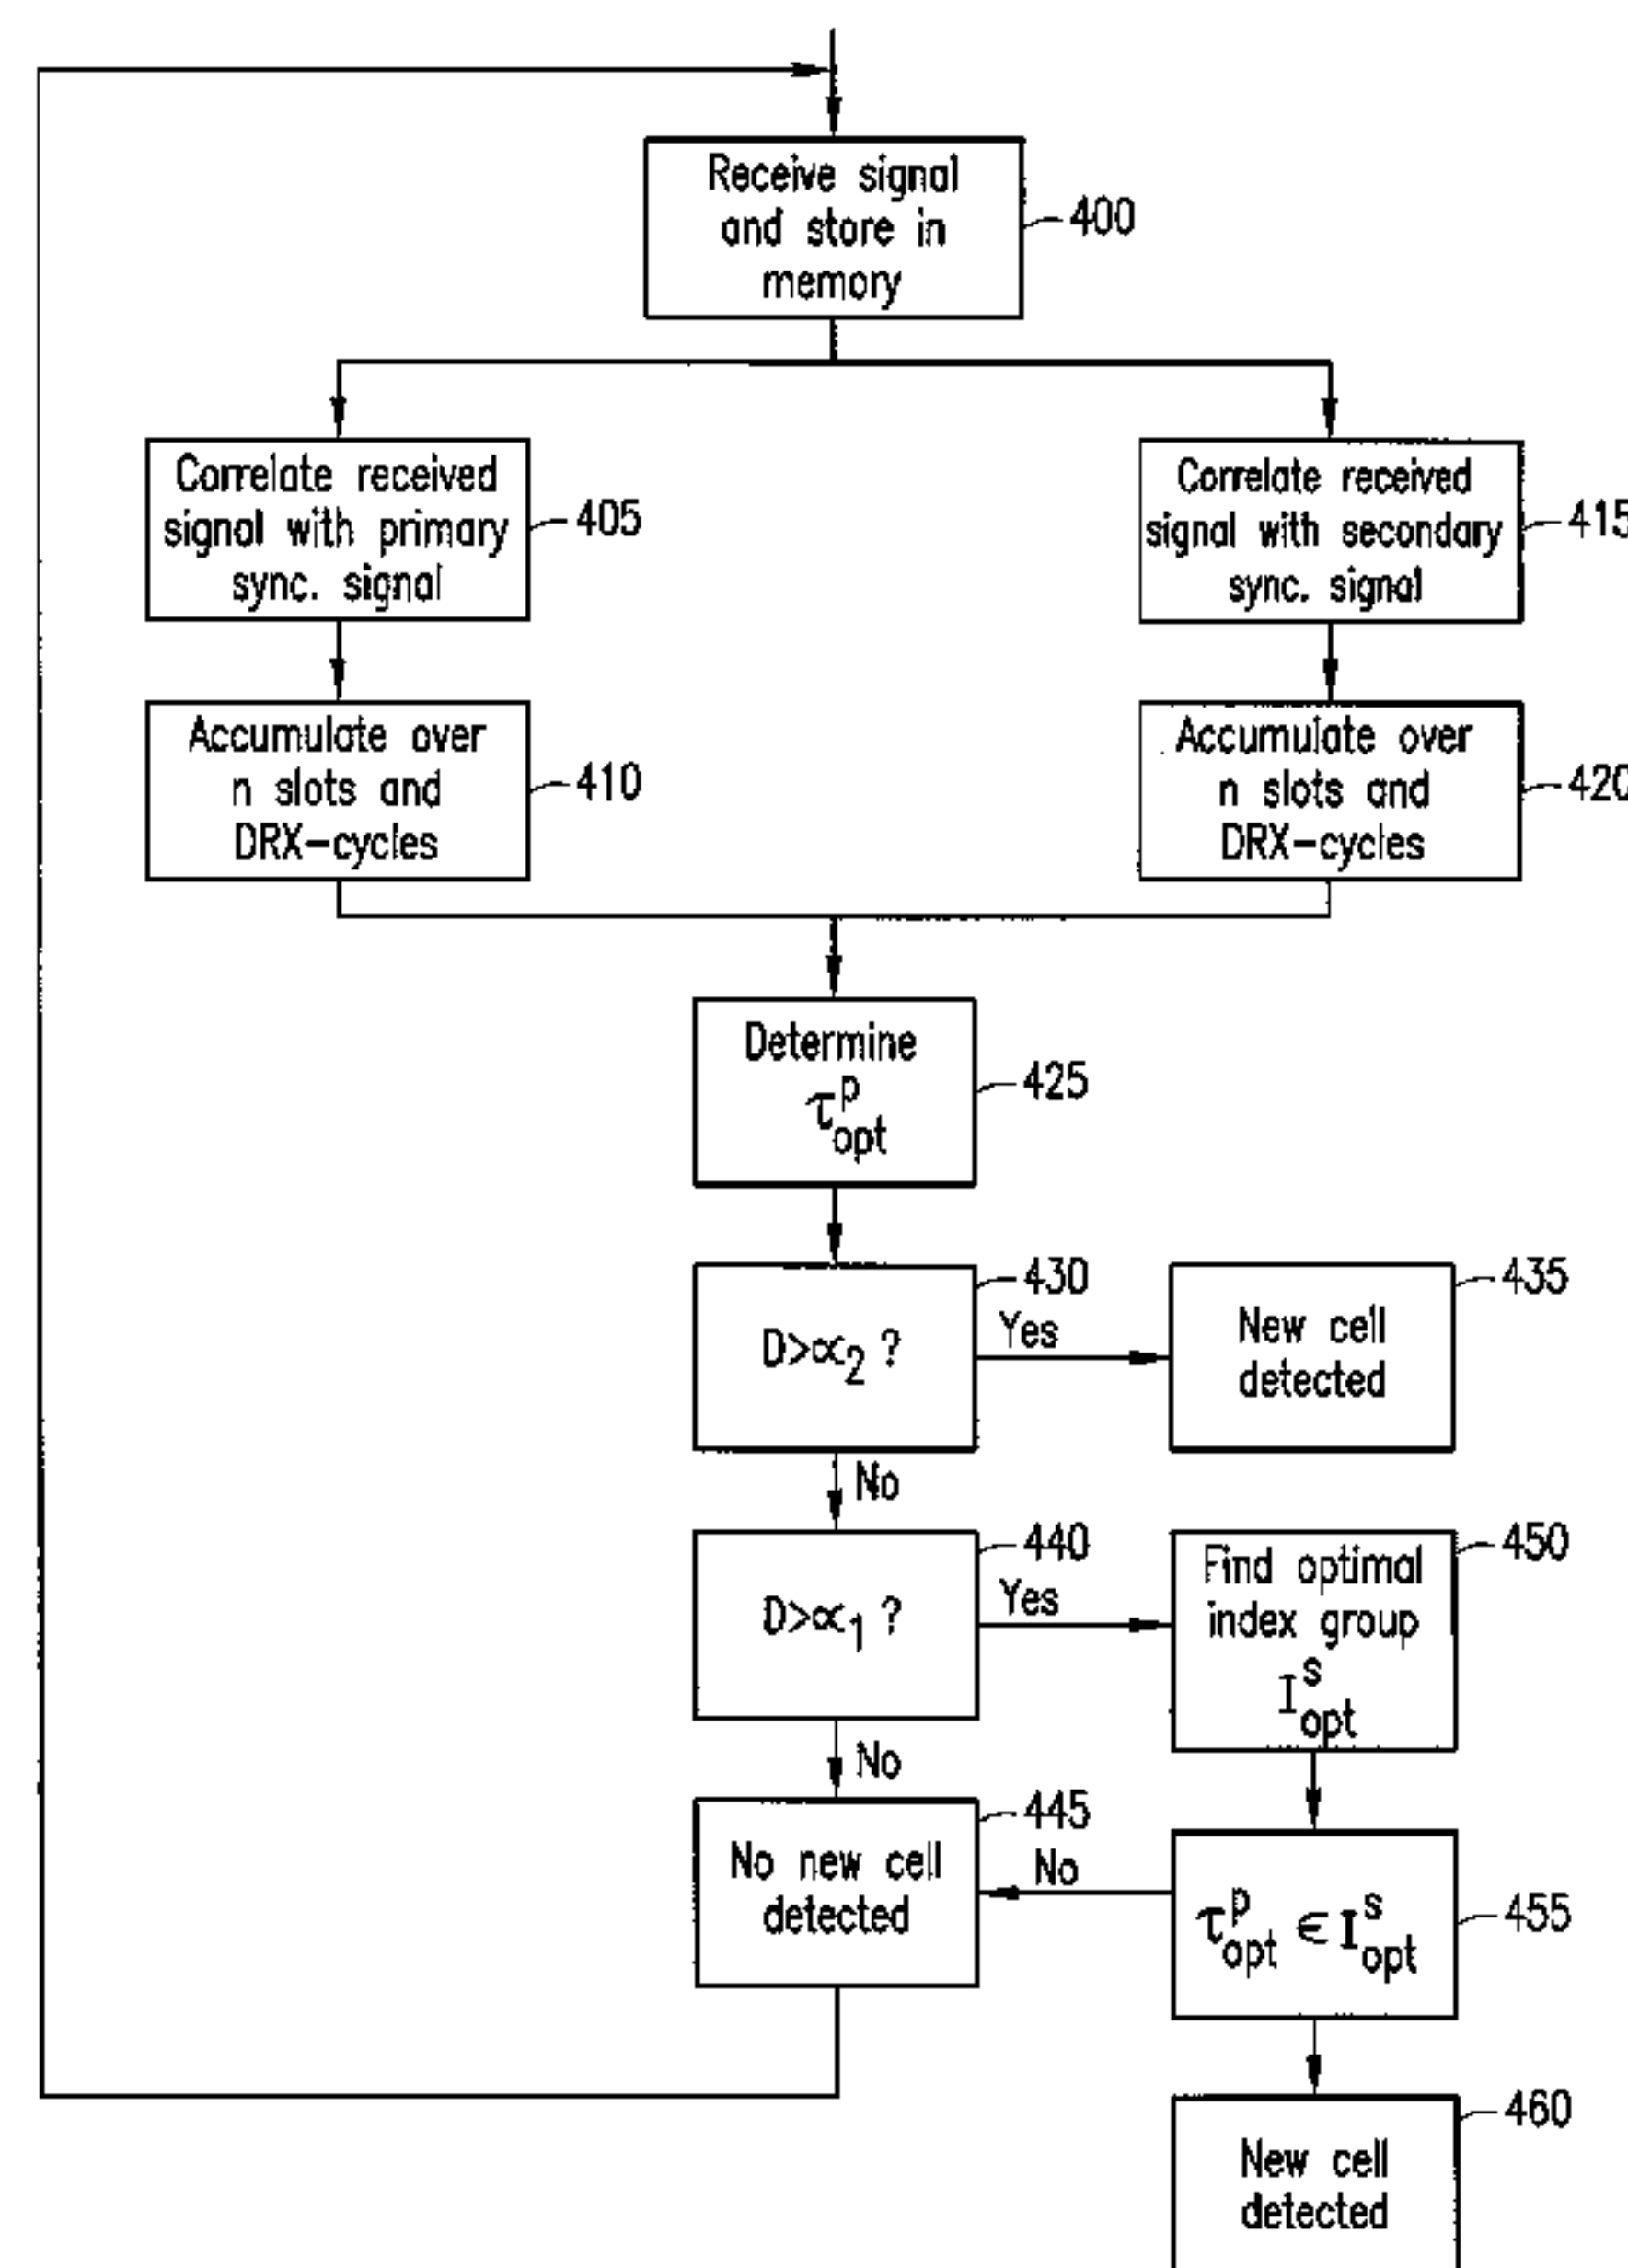 Receive signal
and store in
memory
400
Correlate received
signal with primary
sync. signal
405
Correlate received
signal with secondary
sync. signal
415
Accumulate over
n slots and
DRX-cycles
410
Accumulate over
n slots and
DRX-cycles
420
Determine
τ^p_opt
425
D>∝₂ ?
430
Yes
New cell
detected
435
No
D>∝₁ ?
440
Yes
Find optimal
index group
I^s_opt
450
No
No new cell
detected
445
No
τ^p_opt ∈ I^s_opt
455
New cell
detected
460